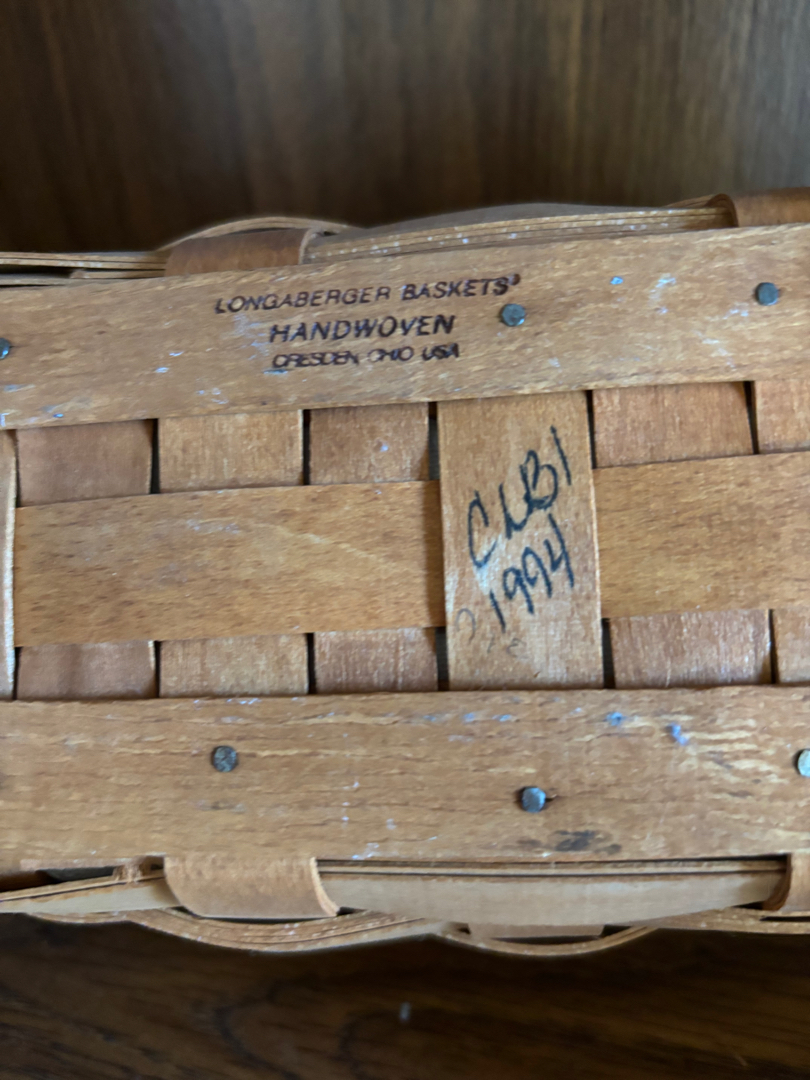 LONGABERGER BASKETS®
HANDWOVEN
DRESDEN OHIO USA
CLB1
1994